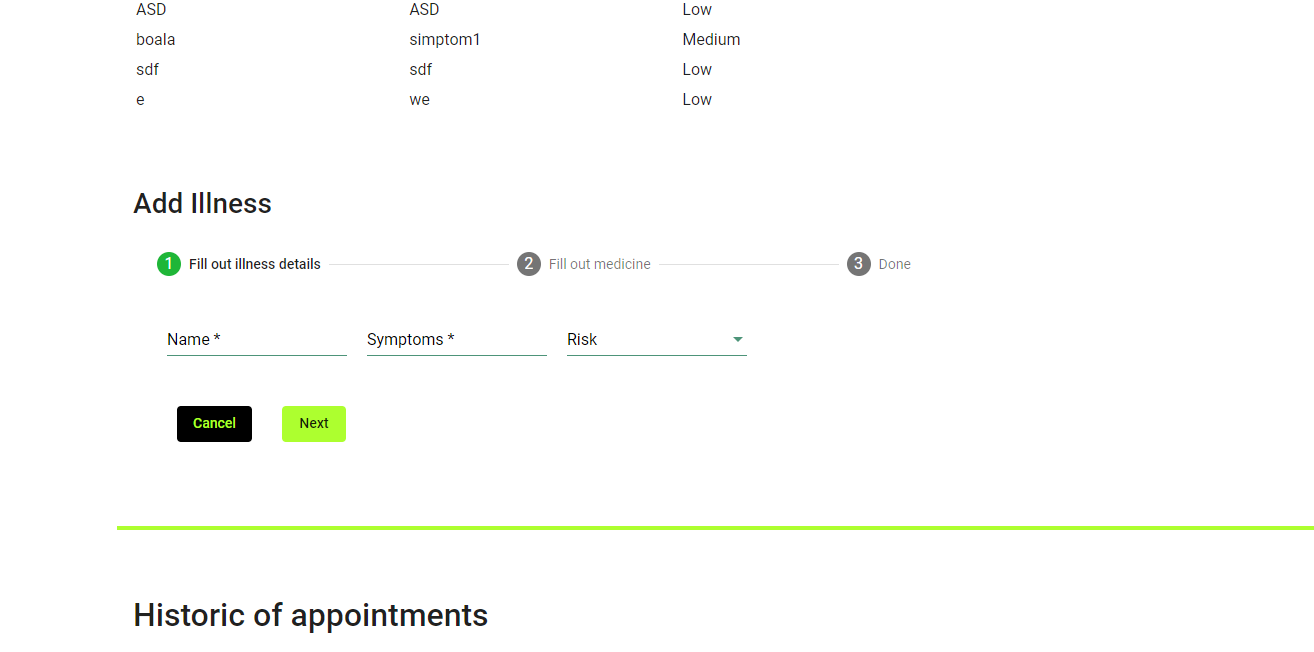 ASD ASD Low
boala simptom1 Medium
sdf sdf Low
e we Low
Add Illness
1 Fill out illness details 2 Fill out medicine 3 Done
Name * Symptoms * Risk
Cancel Next
Historic of appointments